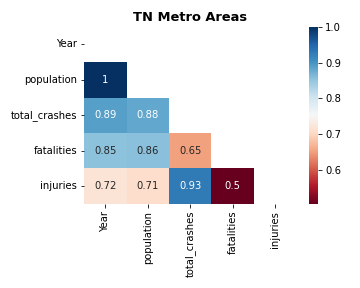 TN Metro Areas
Year
population
total_crashes
fatalities
injuries
1
0.89 0.88
0.85 0.86 0.65
0.72 0.71 0.93 0.5
Year
population
total_crashes
fatalities
injuries
1.0
0.9
0.8
0.7
0.6